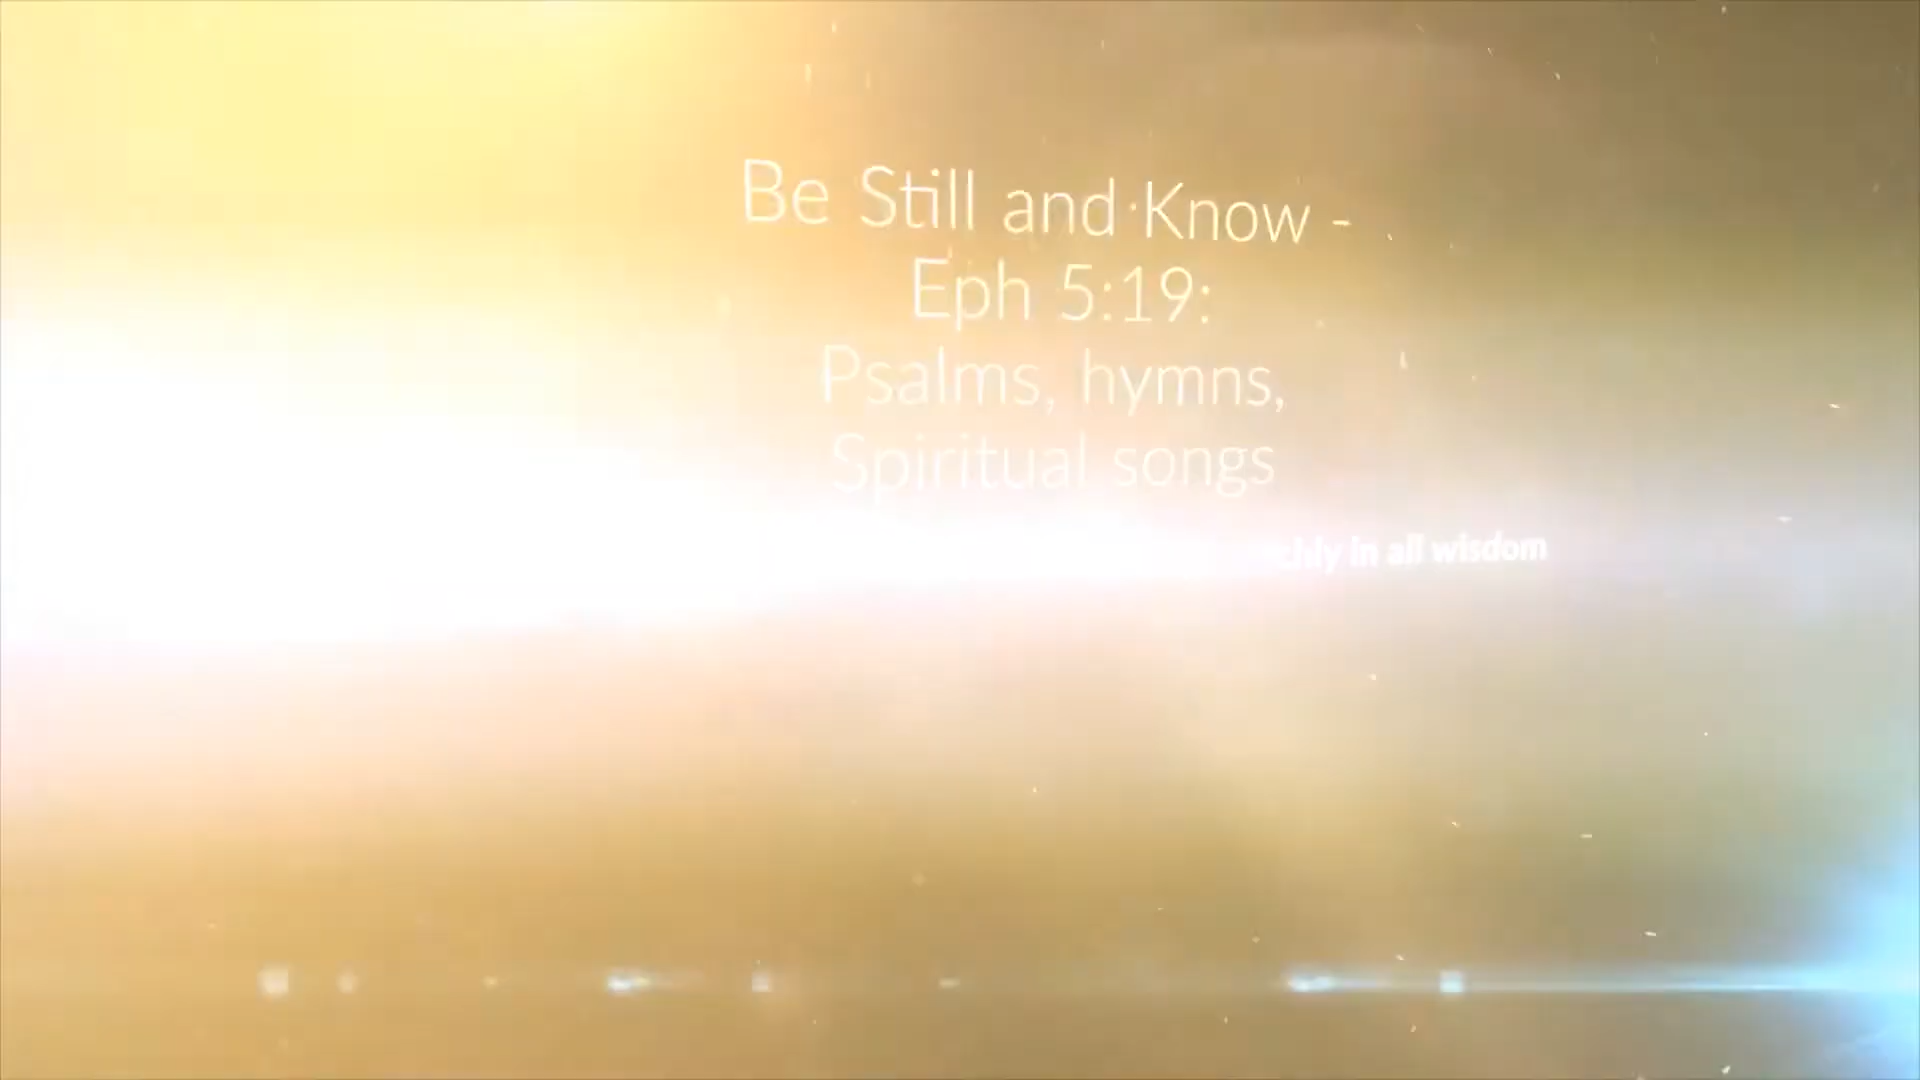 Be Still and Know -
Eph 5:19:
Psalms, hymns,
Spiritual songs
in all wisdom